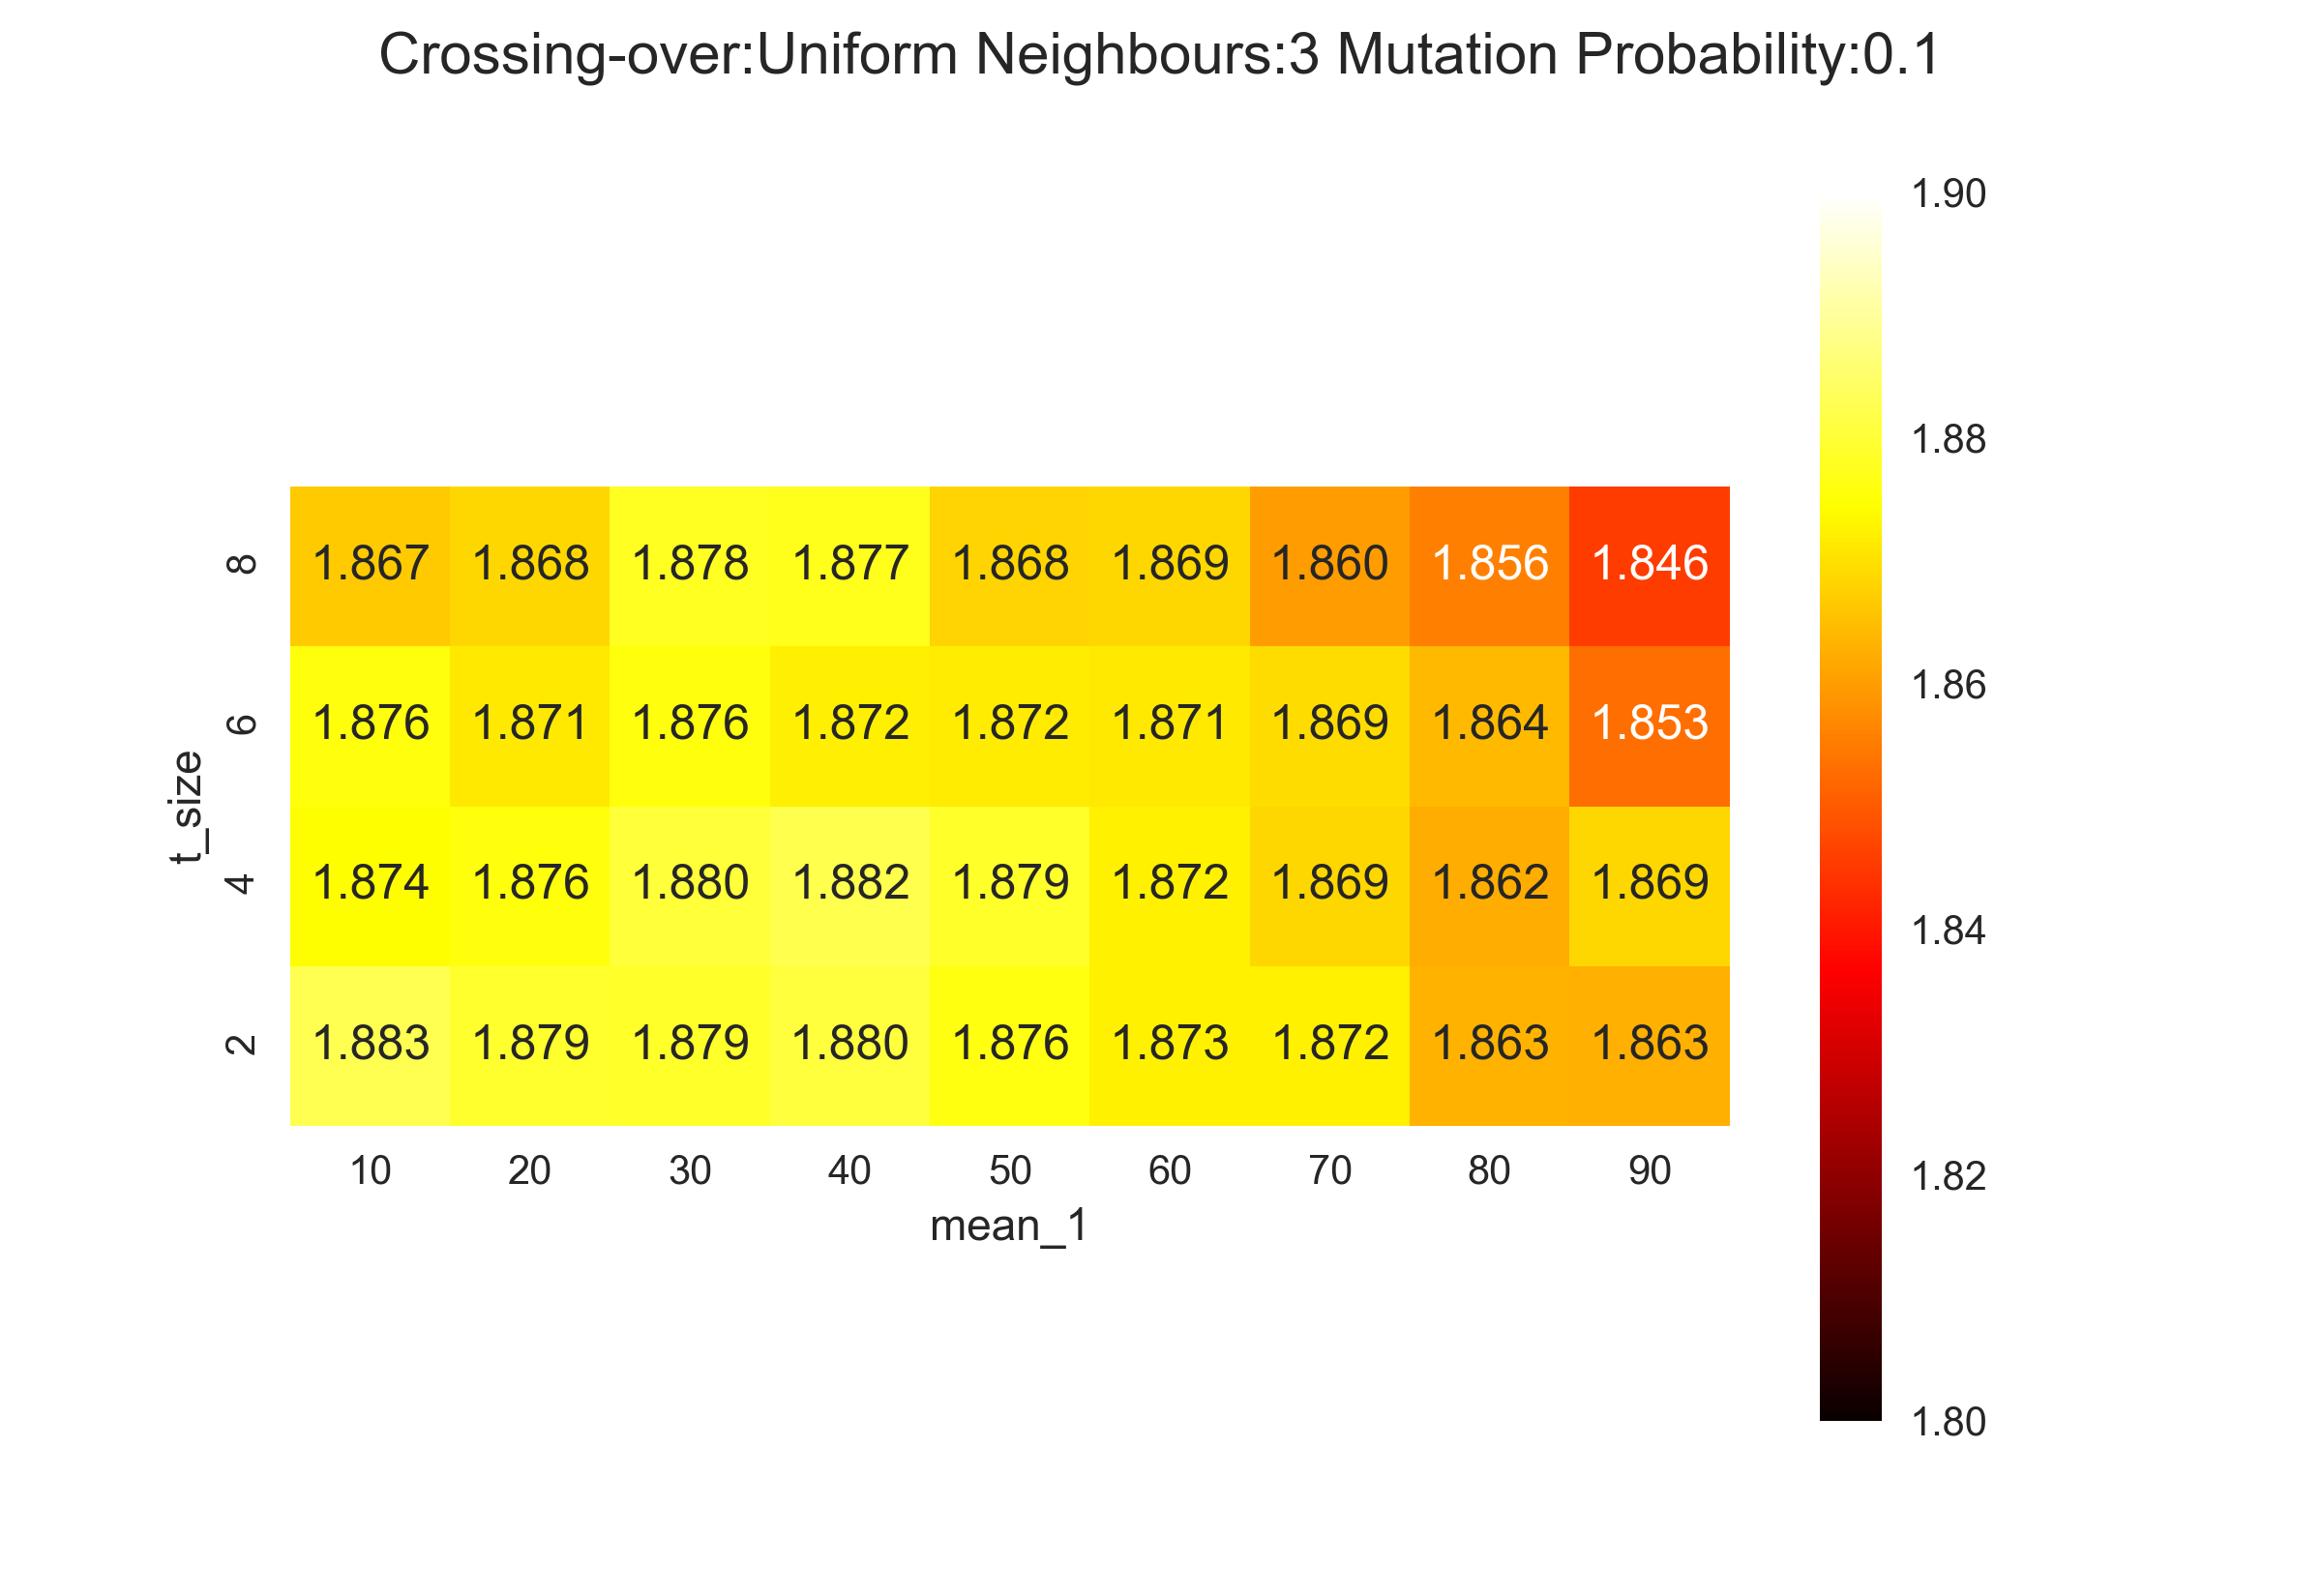 Crossing-over:Uniform Neighbours:3 Mutation Probability:0.1
t_size
8 1.867 1.868 1.878 1.877 1.868 1.869 1.860 1.856 1.846
6 1.876 1.871 1.876 1.872 1.872 1.871 1.869 1.864 1.853
4 1.874 1.876 1.880 1.882 1.879 1.872 1.869 1.862 1.869
2 1.883 1.879 1.879 1.880 1.876 1.873 1.872 1.863 1.863
10 20 30 40 50 60 70 80 90
mean_1
1.90
1.88
1.86
1.84
1.82
1.80